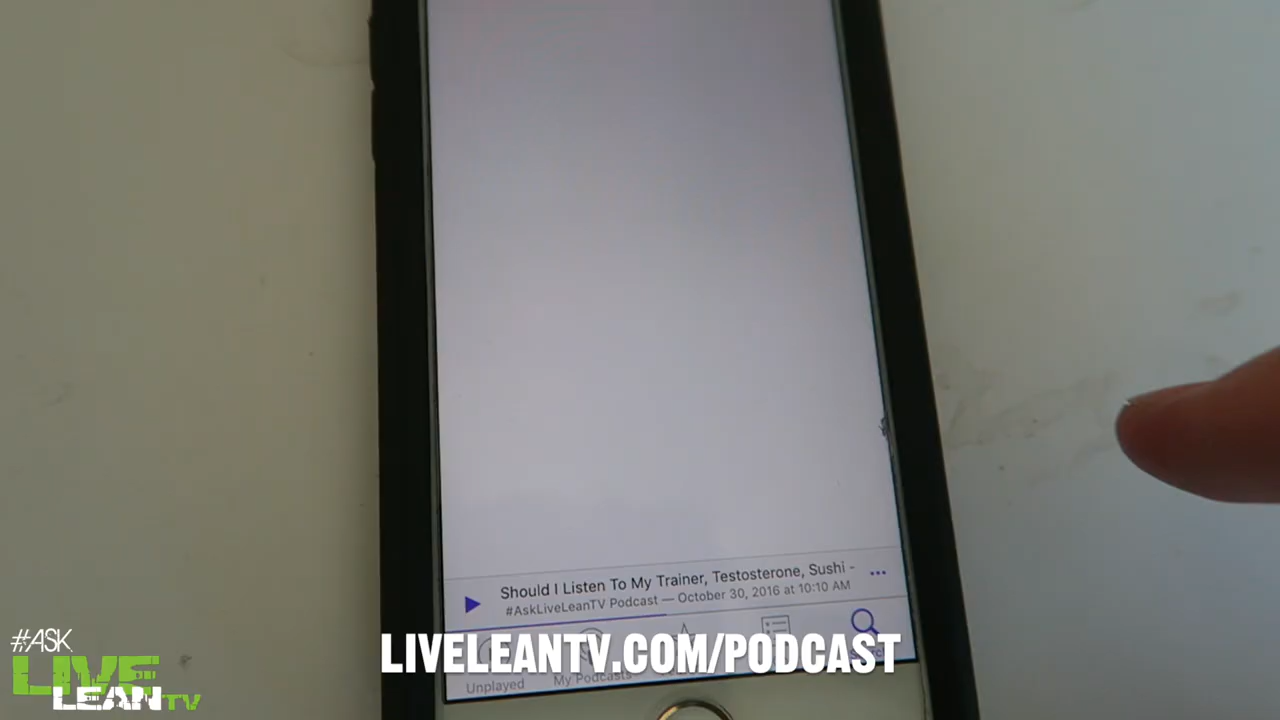 Should I Listen To My Trainer, Testosterone, Sushi -
#AskLiveLeanTV Podcast — October 30, 2016 at 10:10 AM
Unplayed
My Podcasts
LIVELEANTV.COM/PODCAST
#ASK
LIVE
LEAN TV